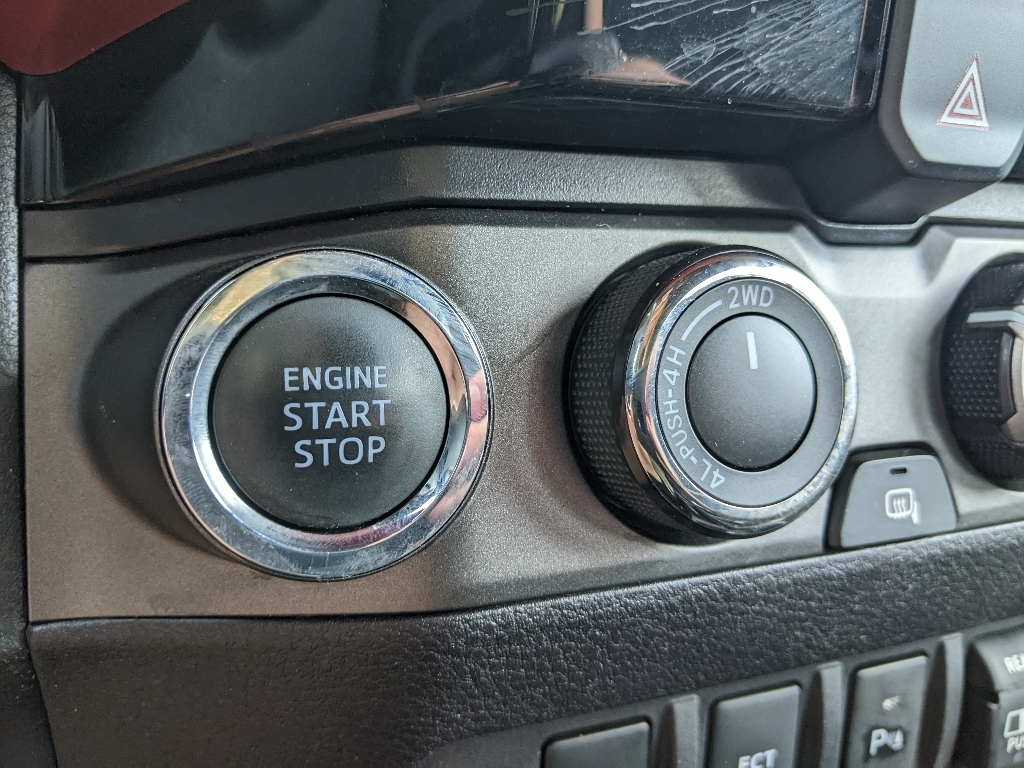 ENGINE
START
STOP
2WD
4L-PUSH-4H
ECT
P